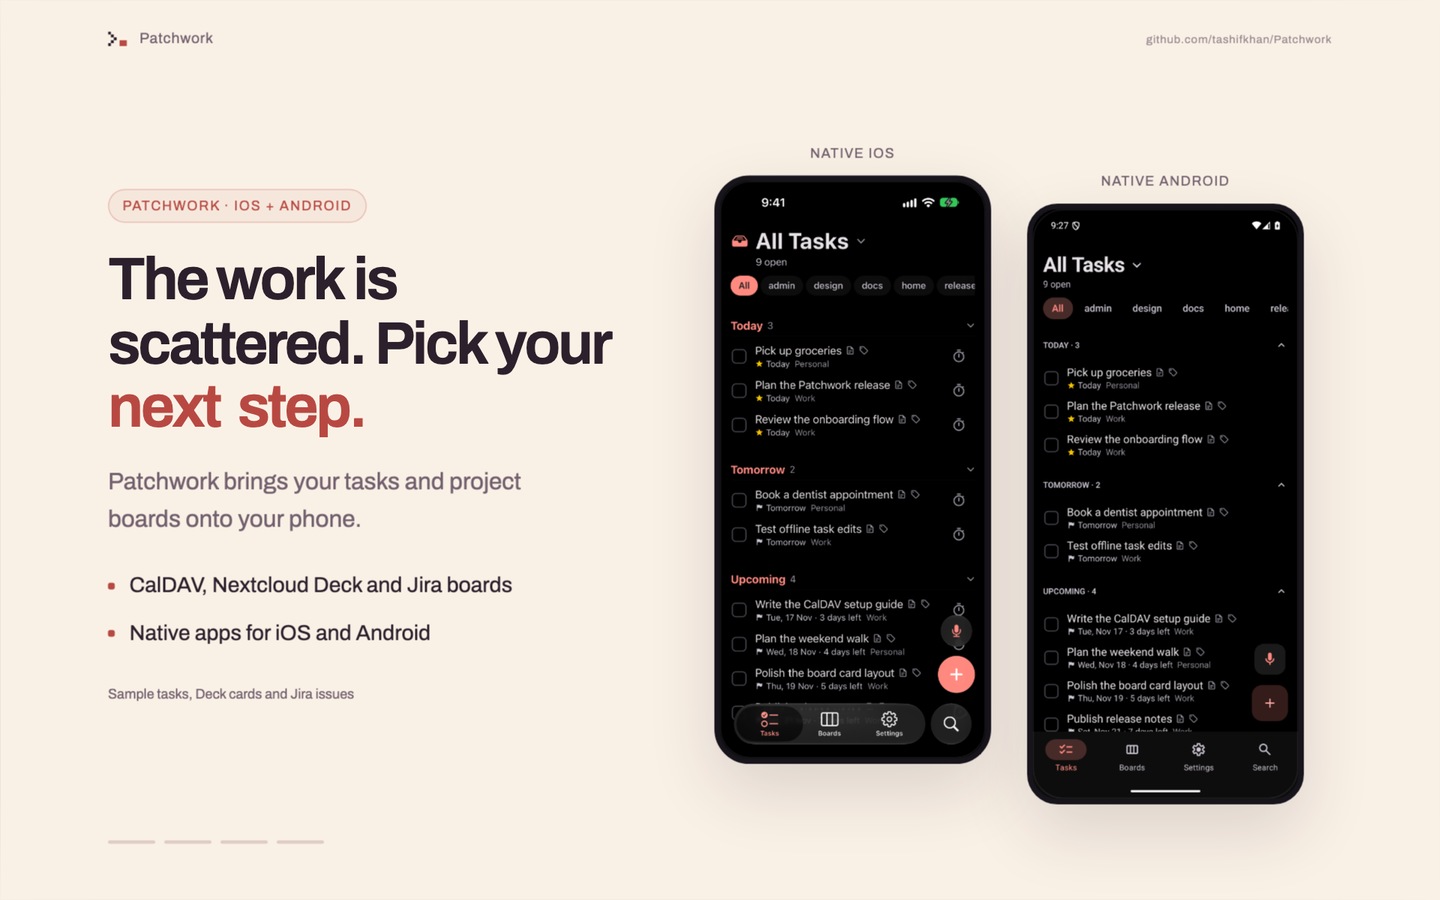 Patchwork
github.com/tashifkhan/Patchwork
PATCHWORK · IOS + ANDROID
The work is
scattered. Pick your
next step.
Patchwork brings your tasks and project
boards onto your phone.
CalDAV, Nextcloud Deck and Jira boards
Native apps for iOS and Android
Sample tasks, Deck cards and Jira issues
NATIVE IOS
9:41
All Tasks
9 open
All admin design docs home release
Today 3
Pick up groceries
Today Personal
Plan the Patchwork release
Today Work
Review the onboarding flow
Today Work
Tomorrow 2
Book a dentist appointment
Tomorrow Personal
Test offline task edits
Tomorrow Work
Upcoming 4
Write the CalDAV setup guide
Tue, 17 Nov · 3 days left Work
Plan the weekend walk
Wed, 18 Nov · 4 days left Personal
Polish the board card layout
Thu, 19 Nov · 5 days left Work
Tasks Boards Settings
NATIVE ANDROID
9:27
All Tasks
9 open
All admin design docs home rele
TODAY · 3
Pick up groceries
Today Personal
Plan the Patchwork release
Today Work
Review the onboarding flow
Today Work
TOMORROW · 2
Book a dentist appointment
Tomorrow Personal
Test offline task edits
Tomorrow Work
UPCOMING · 4
Write the CalDAV setup guide
Tue, Nov 17 · 3 days left Work
Plan the weekend walk
Wed, Nov 18 · 4 days left Personal
Polish the board card layout
Thu, Nov 19 · 5 days left Work
Publish release notes
Tasks Boards Settings Search